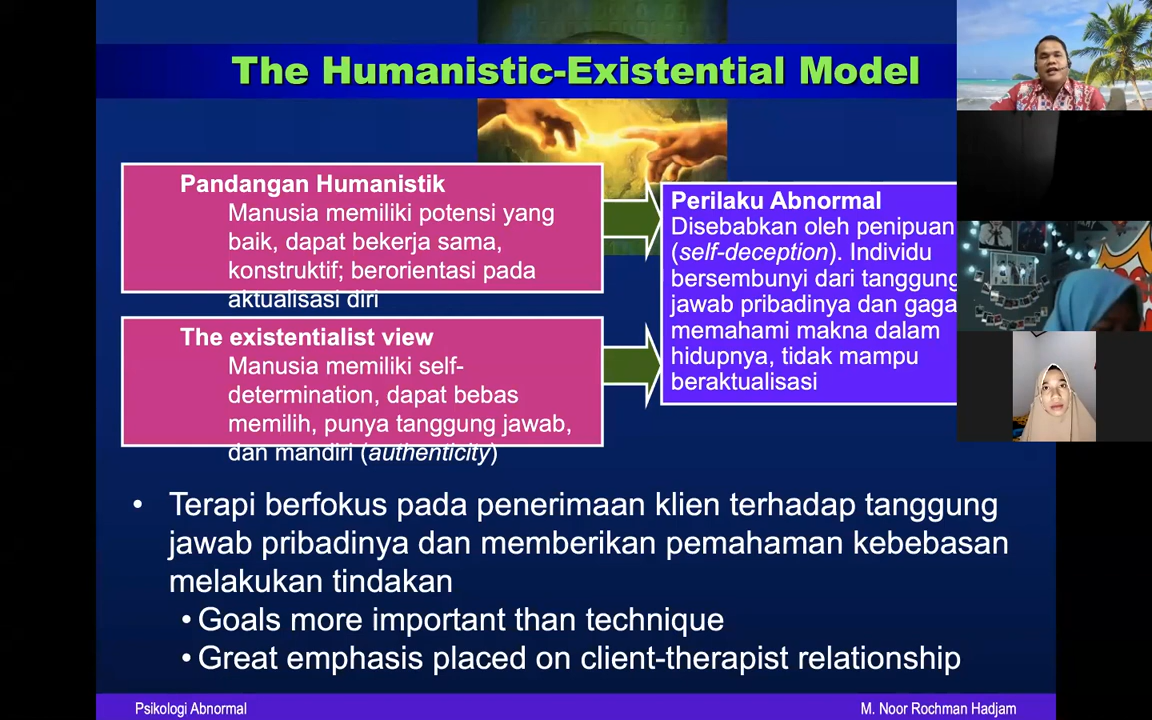 The Humanistic-Existential Model
Pandangan Humanistik
Manusia memiliki potensi yang
baik, dapat bekerja sama,
konstruktif; berorientasi pada
aktualisasi diri
The existentialist view
Manusia memiliki self-
determination, dapat bebas
memilih, punya tanggung jawab,
dan mandiri (authenticity)
Perilaku Abnormal
Disebabkan oleh penipuan
(self-deception). Individu
bersembunyi dari tanggung
jawab pribadinya dan gaga
memahami makna dalam
hidupnya, tidak mampu
beraktualisasi
• Terapi berfokus pada penerimaan klien terhadap tanggung
jawab pribadinya dan memberikan pemahaman kebebasan
melakukan tindakan
• Goals more important than technique
• Great emphasis placed on client-therapist relationship
Psikologi Abnormal
M. Noor Rochman Hadjam